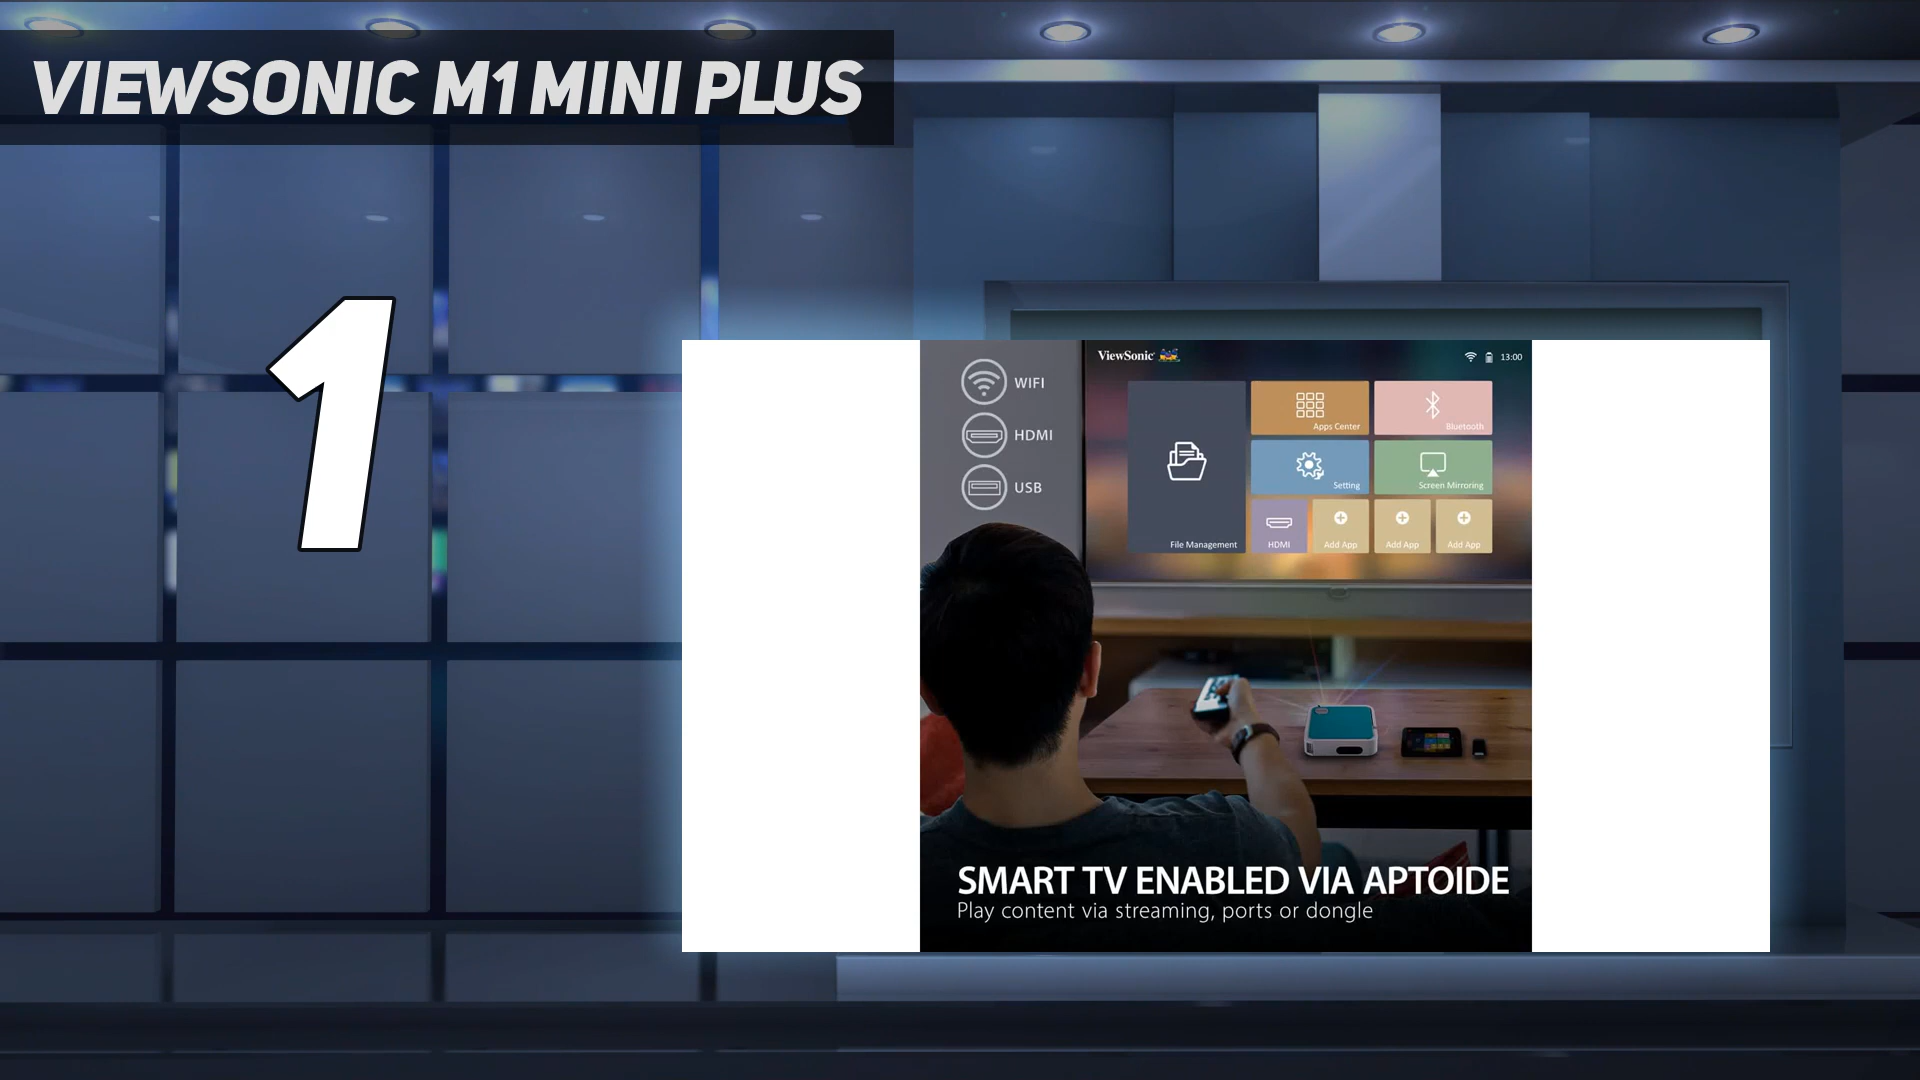 VIEWSONIC M1 MINI PLUS
1
WIFI
HDMI
USB
ViewSonic
13:00
Apps Center
Bluetooth
Setting
Screen Mirroring
File Management
HDMI
Add App
Add App
Add App
SMART TV ENABLED VIA APTOIDE
Play content via streaming, ports or dongle